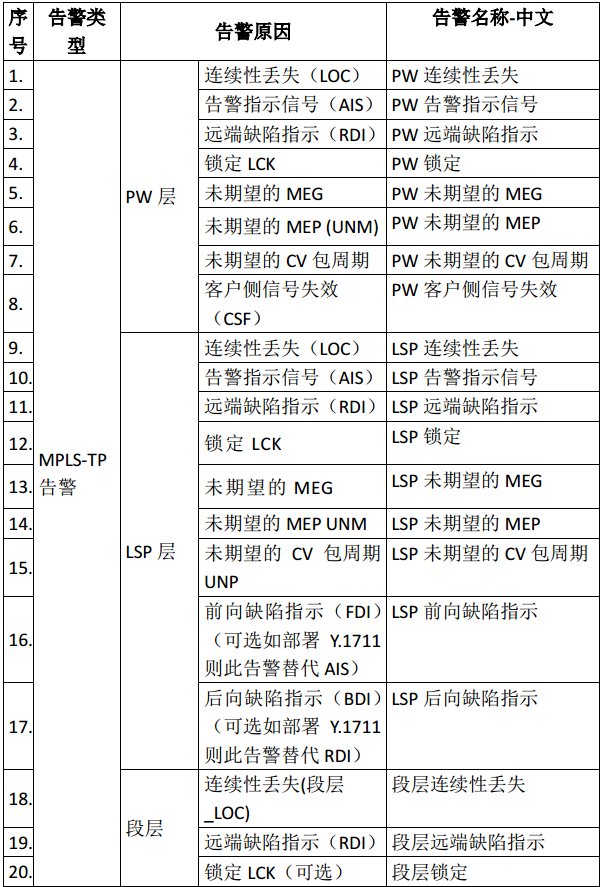 序号 告警类型 告警原因 告警名称-中文
MPLS-TP 告警
PW 层
1. 连续性丢失（LOC） PW 连续性丢失
2. 告警指示信号（AIS） PW 告警指示信号
3. 远端缺陷指示（RDI） PW 远端缺陷指示
4. 锁定 LCK PW 锁定
5. 未期望的 MEG PW 未期望的 MEG
6. 未期望的 MEP (UNM) PW 未期望的 MEP
7. 未期望的 CV 包周期 PW 未期望的 CV 包周期
8. 客户侧信号失效 PW 客户侧信号失效
（CSF）
LSP 层
9. 连续性丢失（LOC） LSP 连续性丢失
10. 告警指示信号（AIS） LSP 告警指示信号
11. 远端缺陷指示（RDI） LSP 远端缺陷指示
12. 锁定 LCK LSP 锁定
13. 未期望的 MEG LSP 未期望的 MEG
14. 未期望的 MEP UNM LSP 未期望的 MEP
15. 未期望的 CV 包周期 LSP 未期望的 CV 包周期
UNP
16. 前向缺陷指示（FDI） LSP 前向缺陷指示
（可选如部署 Y.1711
则此告警替代 AIS）
17. 后向缺陷指示（BDI） LSP 后向缺陷指示
（可选如部署 Y.1711
则此告警替代 RDI）
段层
18. 连续性丢失(段层 段层连续性丢失
_LOC)
19. 远端缺陷指示（RDI） 段层远端缺陷指示
20. 锁定 LCK（可选） 段层锁定